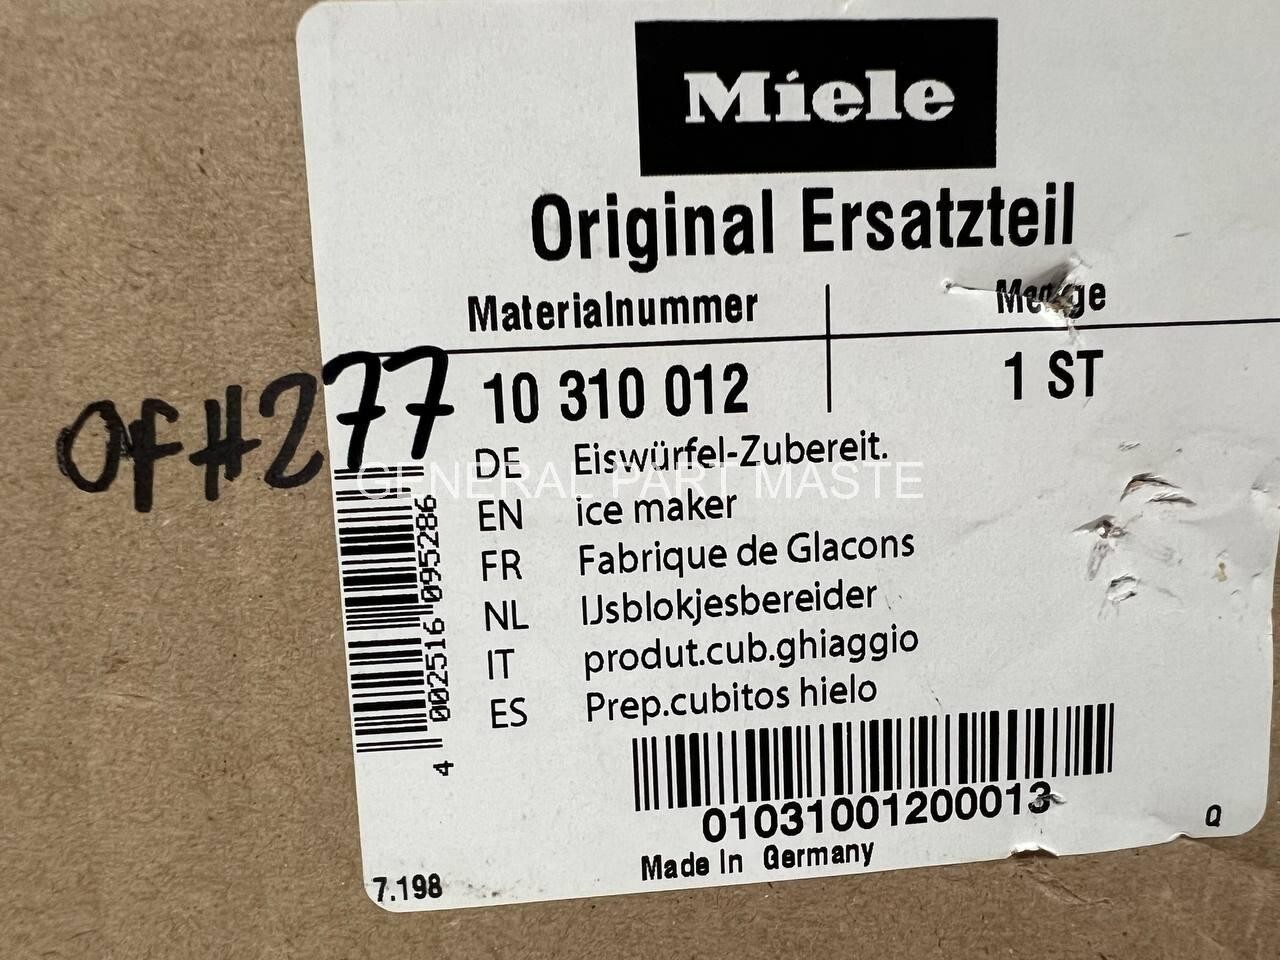 Miele
Original Ersatzteil
Materialnummer Menge
10 310 012 1 ST
OF#277
DE Eiswürfel-Zubereit.
GENERAL PART MASTE
EN ice maker
FR Fabrique de Glacons
NL IJsblokjesbereider
IT produt.cub.ghiaggio
ES Prep.cubitos hielo
4 002516 095286
01031001200013
Made In Germany
Q
7.198